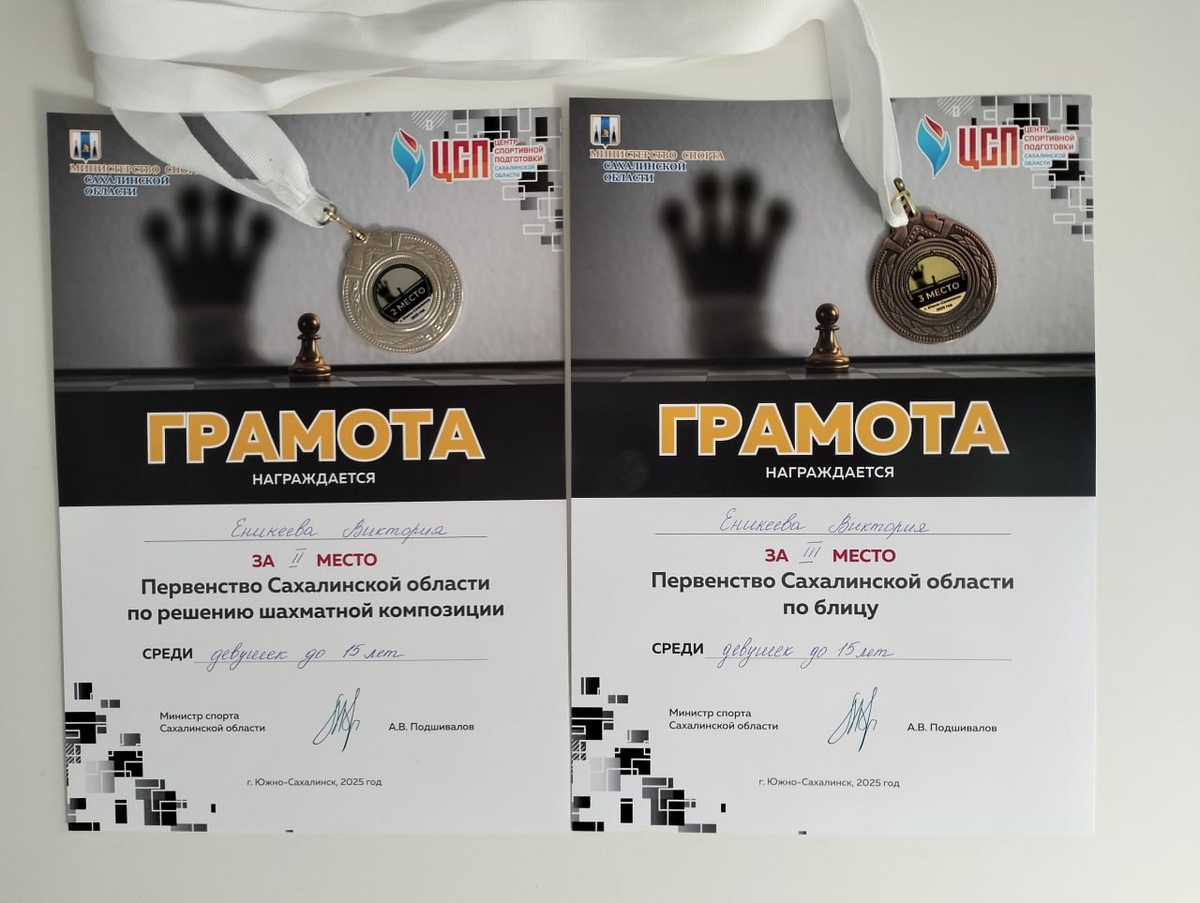 МИНИСТЕРСТВО
САХАЛИНСКОЙ
ОБЛАСТИ
ЦСП
ЦЕНТР
СПОРТИВНОЙ
ПОДГОТОВКИ
САХАЛИНСКОЙ
ОБЛАСТИ
2 МЕСТО
ГРАМОТА
НАГРАЖДАЕТСЯ
Еникеева Виктория
ЗА II МЕСТО
Первенство Сахалинской области
по решению шахматной композиции
СРЕДИ девушек до 15 лет
Министр спорта
Сахалинской области
А.В. Подшивалов
г. Южно-Сахалинск, 2025 год
МИНИСТЕРСТВО СПОРТА
САХАЛИНСКОЙ
ОБЛАСТИ
ЦСП
ЦЕНТР
СПОРТИВНОЙ
ПОДГОТОВКИ
САХАЛИНСКОЙ
ОБЛАСТИ
3 МЕСТО
г. Южно-Сахалинск
2025 год
ГРАМОТА
НАГРАЖДАЕТСЯ
Еникеева Виктория
ЗА III МЕСТО
Первенство Сахалинской области
по блицу
СРЕДИ девушек до 15 лет
Министр спорта
Сахалинской области
А.В. Подшивалов
г. Южно-Сахалинск, 2025 год